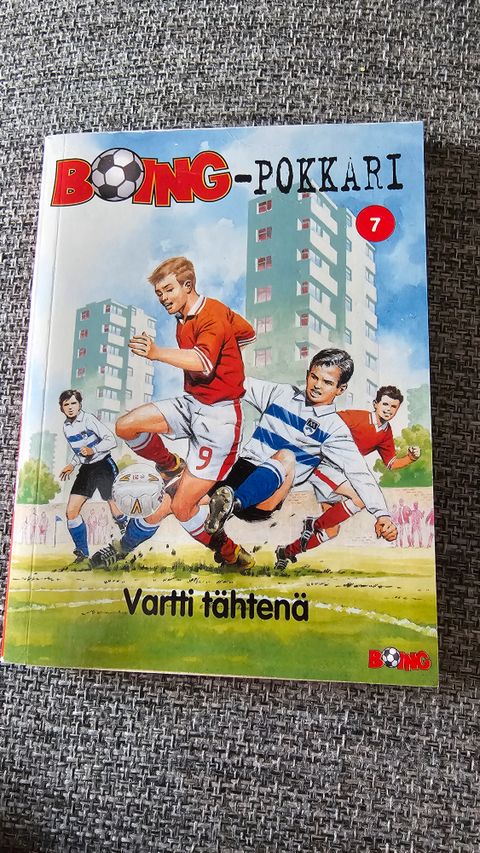 BOING-POKKARI
7
9
Vartti tähtenä
BOING